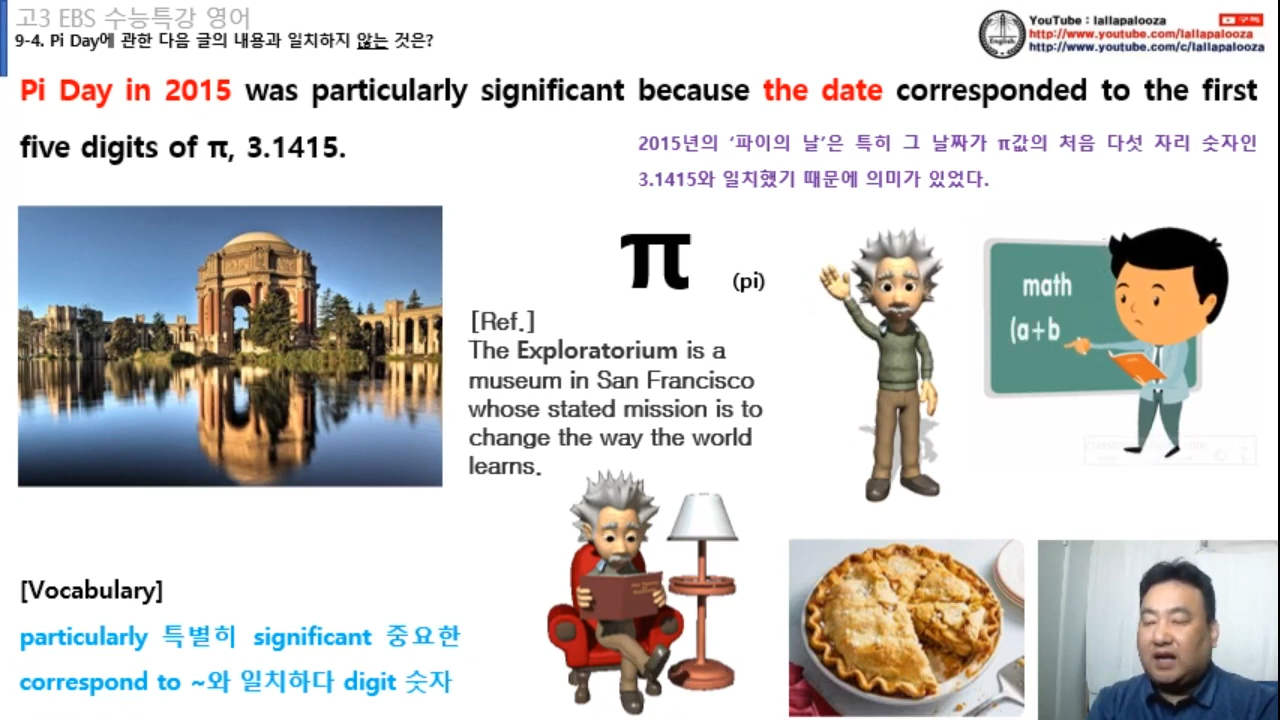 고3 EBS 수능특강 영어
9-4. Pi Day에 관한 다음 글의 내용과 일치하지 않는 것은?
YouTube : lallapalooza
구독
http://www.youtube.com/lallapalooza
http://www.youtube.com/c/lallapalooza
English
Pi Day in 2015 was particularly significant because the date corresponded to the first
five digits of π, 3.1415.
2015년의 ‘파이의 날’은 특히 그 날짜가 π값의 처음 다섯 자리 숫자인
3.1415와 일치했기 때문에 의미가 있었다.
π (pi)
[Ref.]
The Exploratorium is a
museum in San Francisco
whose stated mission is to
change the way the world
learns.
math
(a+b
[Vocabulary]
particularly 특별히 significant 중요한
correspond to ~와 일치하다 digit 숫자